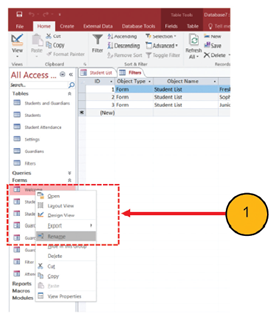 Table Tools Database7
File Home Create External Data Database Tools Fields Table
View Paste Cut Copy Format Painter
Filter Ascending Descending Remove Sort Selection Advanced Toggle Filter
Refresh All New Save Delete
Views Clipboard Sort & Filter
All Access ...
Search...
Student List Filters
ID Object Type Object Name
1 Form Student List Fresh
2 Form Student List Soph
3 Form Student List Junio
(New)
Tables
Students and Guardians
Students
Student Attendance
Settings
Guardians
Filters
Queries
Forms
Open
Layout View
Design View
Export
Rename
Hide in this Group
Delete
Cut
Copy
Paste
View Properties
Reports
Macros
Modules
1